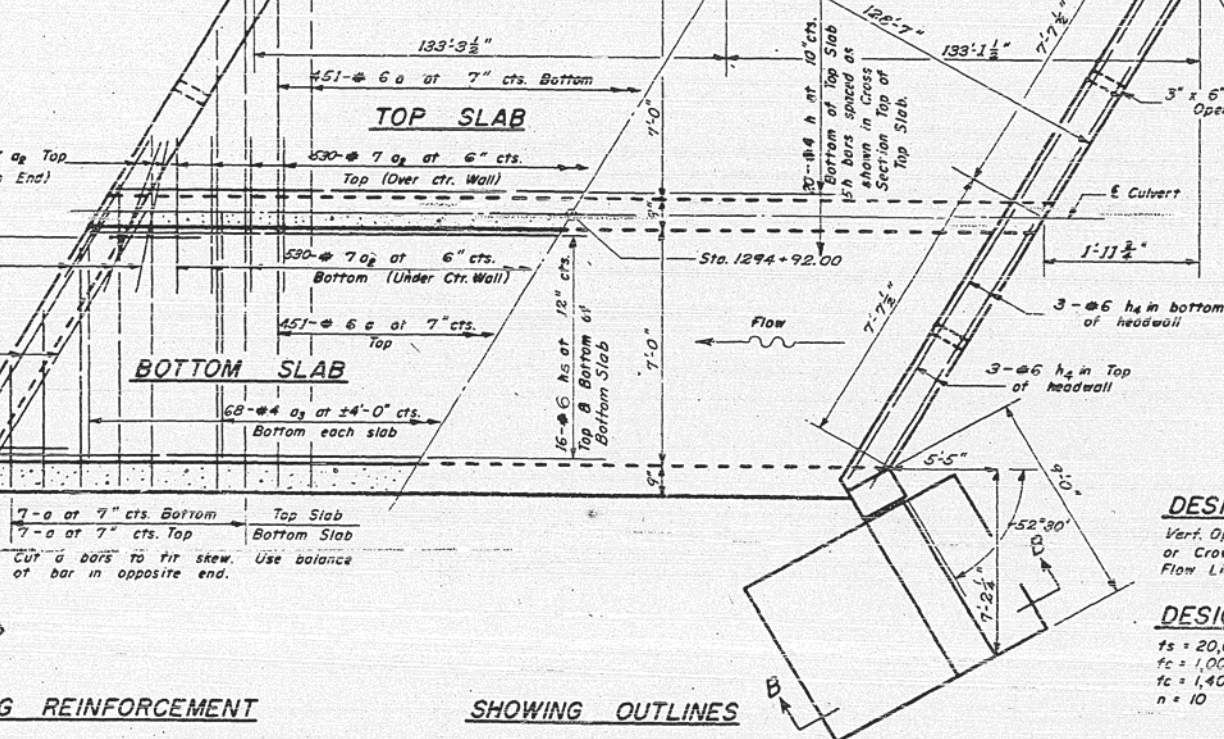 133'-3½"
128'-7"
133'-1½"
7'-7½"
451-# 6 a at 7" cts. Bottom
TOP SLAB
7'-0"
20-#4 h at 10"cts.
Bottom of Top Slab
5h bars spaced as
shown in Cross
Section Top of
Top Slab.
3" x 6"
a₂ Top
End)
530-# 7 a₂ at 6" cts.
Top (Over ctr. Wall)
9"
℄ Culvert
530-# 7 a₂ at 6" cts.
Bottom (Under Ctr. Wall)
Sta. 1294+92.00
1'-11¾"
451-# 6 a at 7"cts.
Top
16-#6 h₅ at 12" cts.
Top & Bottom of
Bottom Slab
7'-0"
Flow
7'-7½"
3-#6 h₄ in bottom
of headwall
BOTTOM SLAB
3-#6 h₄ in Top
of headwall
68-#4 a₃ at ±4'-0" cts.
Bottom each slab
9"
5'-5"
9'-0"
52°30'
7'-2¼"
7-a at 7" cts. Bottom Top Slab
7-a at 7" cts. Top Bottom Slab
Cut a bars to fit skew. Use balance
of bar in opposite end.
B
B
DESI
Vert. Op
or Crow
Flow Li
DESIG
fs = 20,0
fc = 1,00
fc = 1,40
n = 10
G REINFORCEMENT
SHOWING OUTLINES